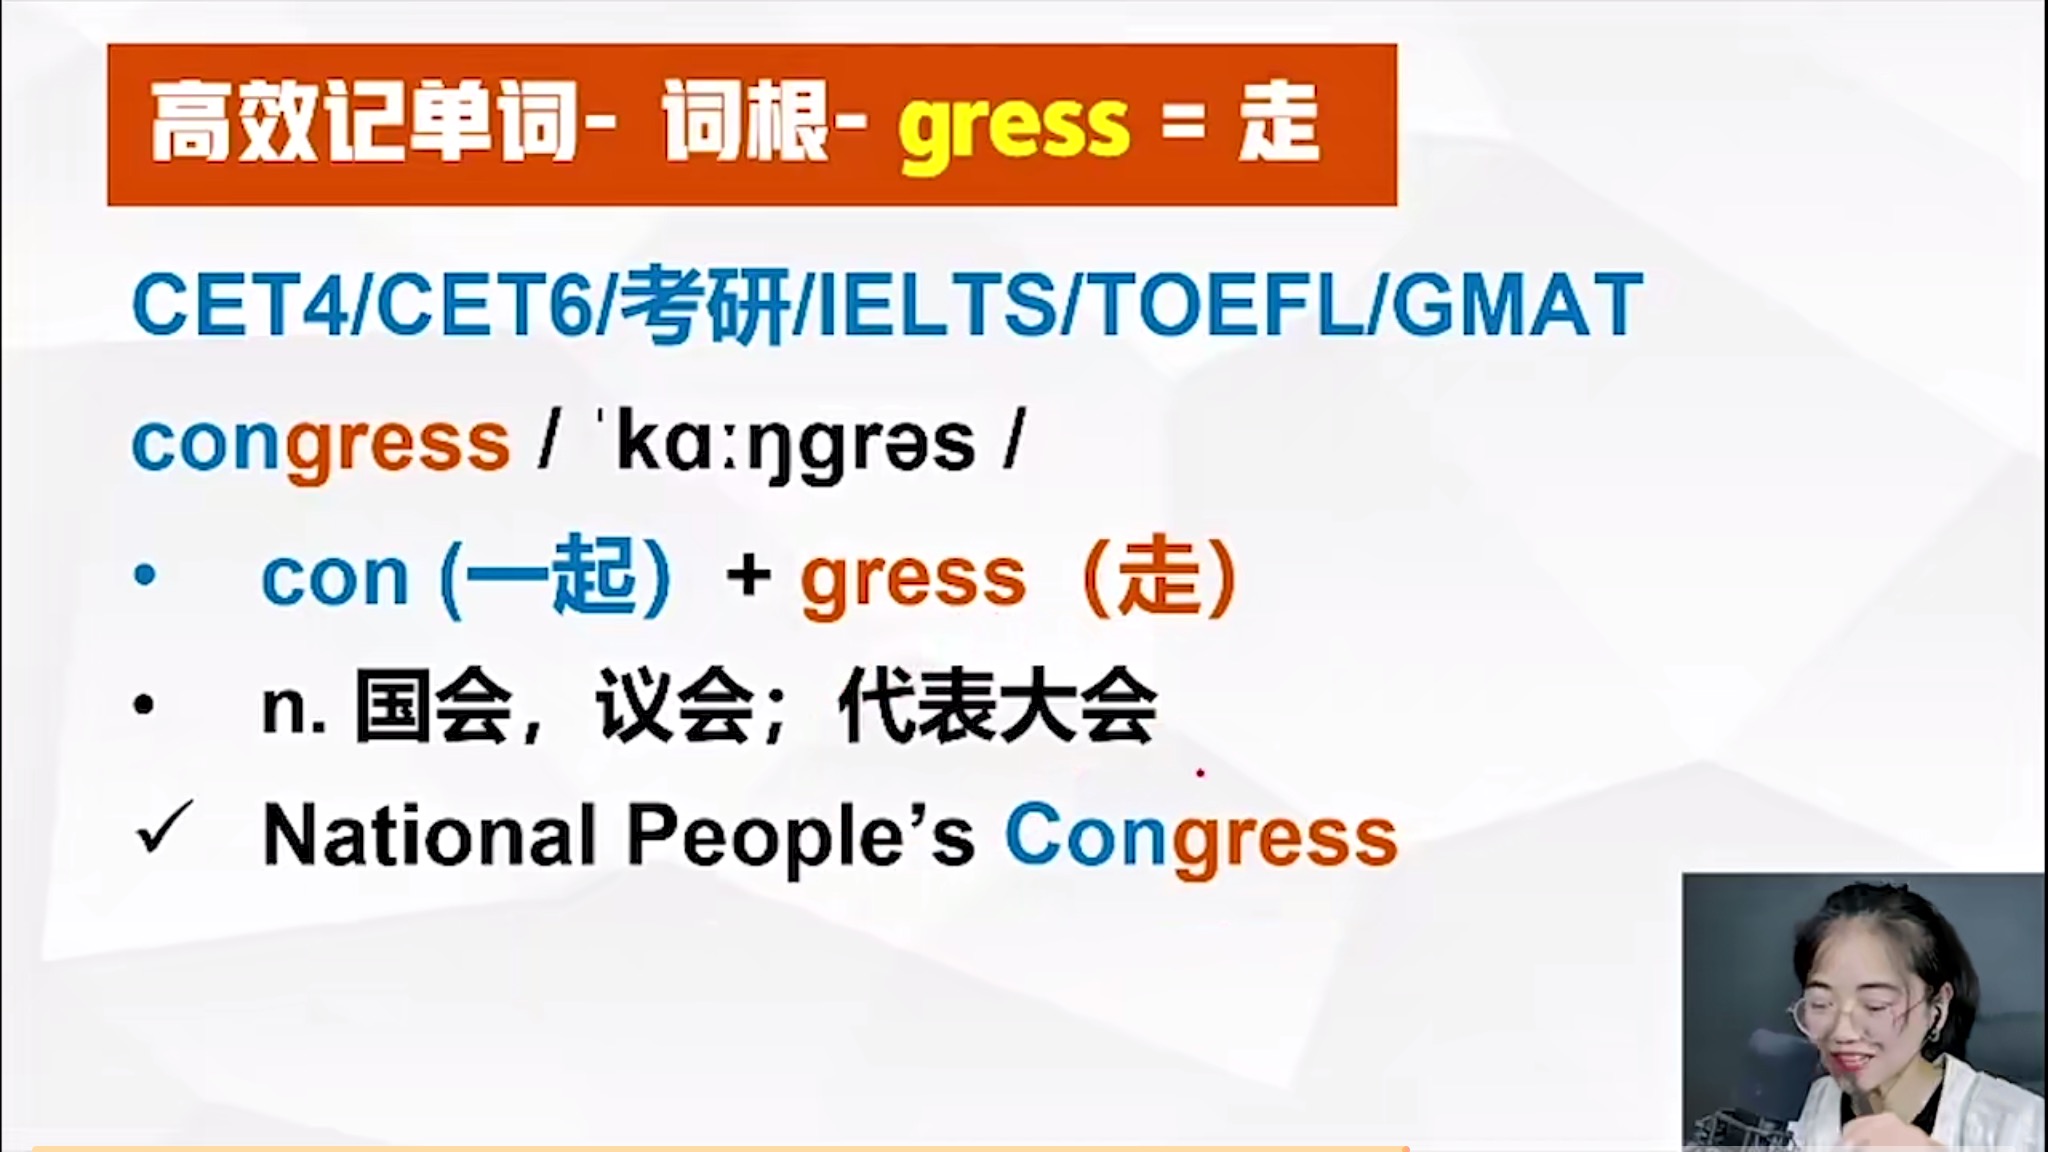 高效记单词- 词根- gress = 走
CET4/CET6/考研/IELTS/TOEFL/GMAT
congress / ˈkɑːŋgrəs /
• con (一起) + gress（走）
• n. 国会，议会；代表大会
✓ National People’s Congress